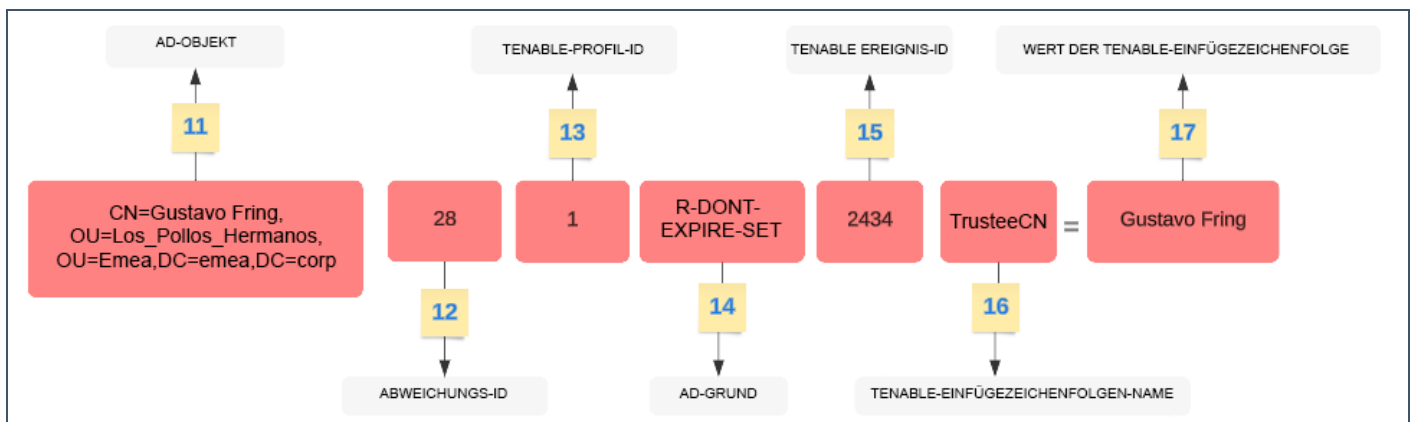 AD-OBJEKT
TENABLE-PROFIL-ID
TENABLE EREIGNIS-ID
WERT DER TENABLE-EINFÜGEZEICHENFOLGE
11
13
15
17
CN=Gustavo Fring,
OU=Los_Pollos_Hermanos,
OU=Emea,DC=emea,DC=corp
28
1
R-DONT-
EXPIRE-SET
2434
TrusteeCN
=
Gustavo Fring
12
14
16
ABWEICHUNGS-ID
AD-GRUND
TENABLE-EINFÜGEZEICHENFOLGEN-NAME